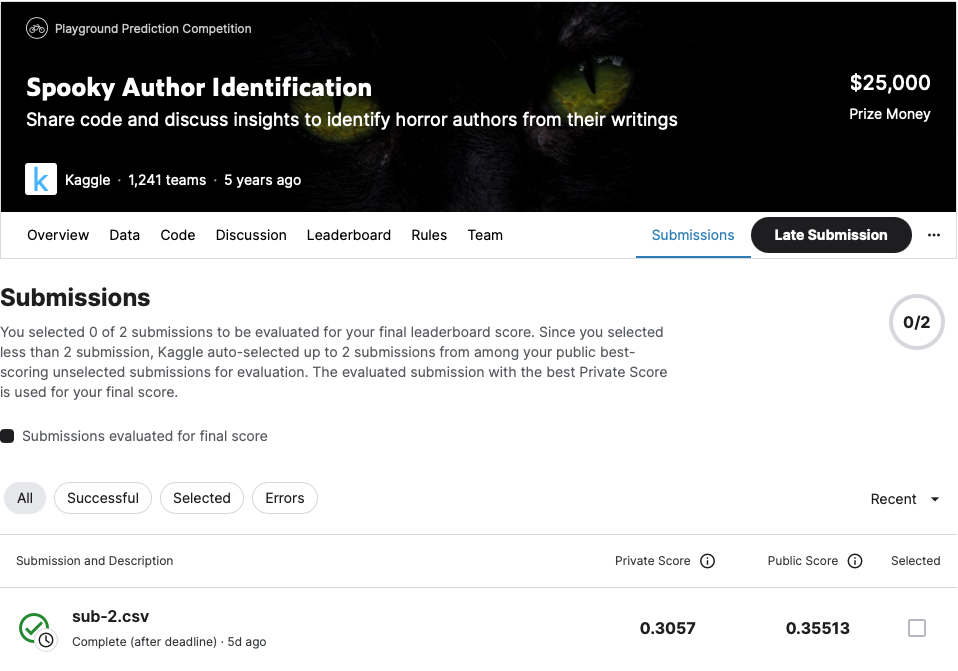 Playground Prediction Competition
Spooky Author Identification
Share code and discuss insights to identify horror authors from their writings
$25,000
Prize Money
k
Kaggle · 1,241 teams · 5 years ago
Overview Data Code Discussion Leaderboard Rules Team Submissions Late Submission ...
Submissions
You selected 0 of 2 submissions to be evaluated for your final leaderboard score. Since you selected
less than 2 submission, Kaggle auto-selected up to 2 submissions from among your public best-
scoring unselected submissions for evaluation. The evaluated submission with the best Private Score
is used for your final score.
0/2
Submissions evaluated for final score
All Successful Selected Errors Recent
Submission and Description Private Score Public Score Selected
sub-2.csv
Complete (after deadline) · 5d ago
0.3057 0.35513